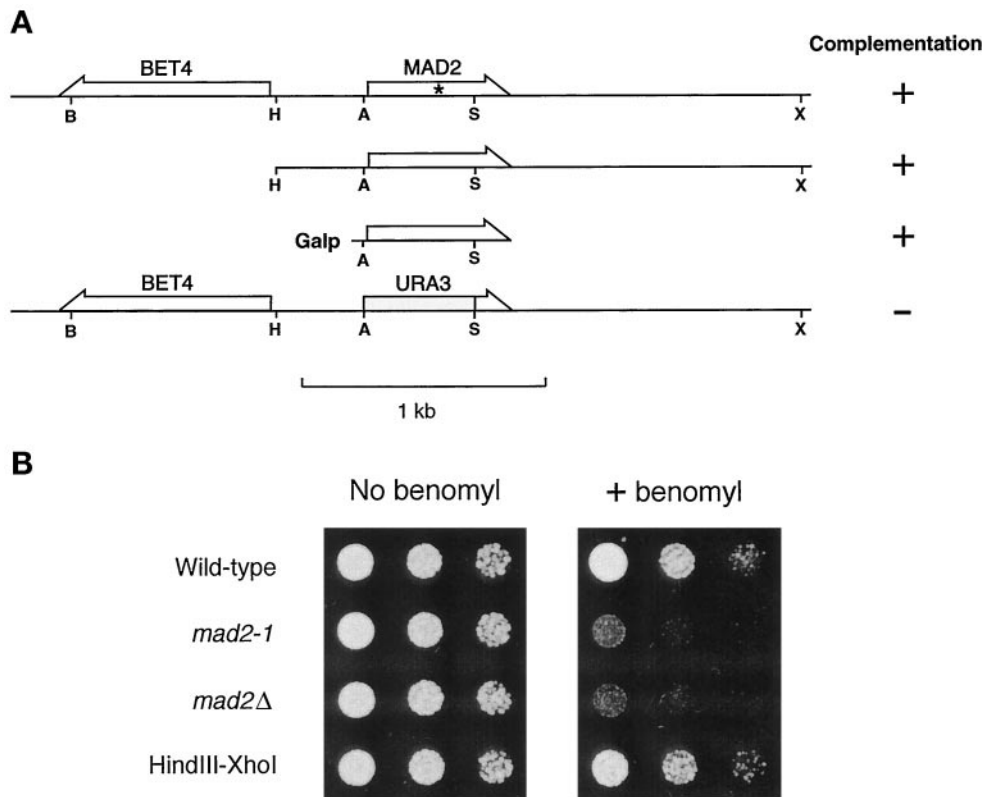 A
Complementation
BET4 MAD2
*
B H A S X +
H A S X +
Galp
A S +
BET4 URA3
B H A S X –
1 kb
B
No benomyl + benomyl
Wild-type
mad2-1
mad2Δ
HindIII-XhoI